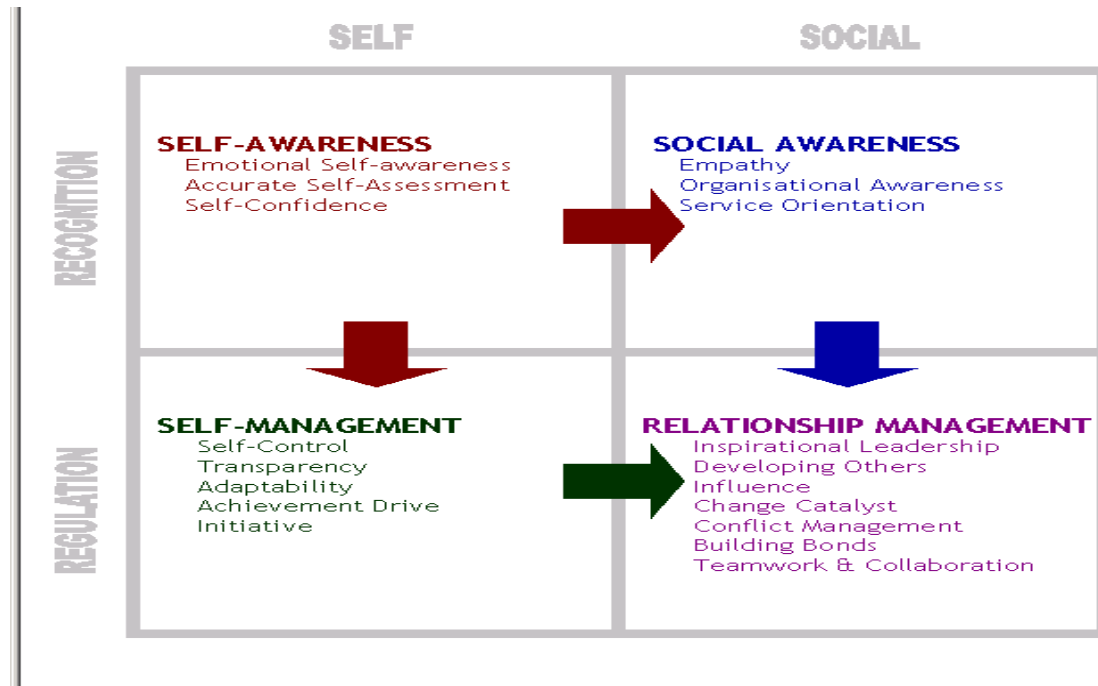 SELF
SOCIAL
RECOGNITION
SELF-AWARENESS
Emotional Self-awareness
Accurate Self-Assessment
Self-Confidence
SOCIAL AWARENESS
Empathy
Organisational Awareness
Service Orientation
REGULATION
SELF-MANAGEMENT
Self-Control
Transparency
Adaptability
Achievement Drive
Initiative
RELATIONSHIP MANAGEMENT
Inspirational Leadership
Developing Others
Influence
Change Catalyst
Conflict Management
Building Bonds
Teamwork & Collaboration